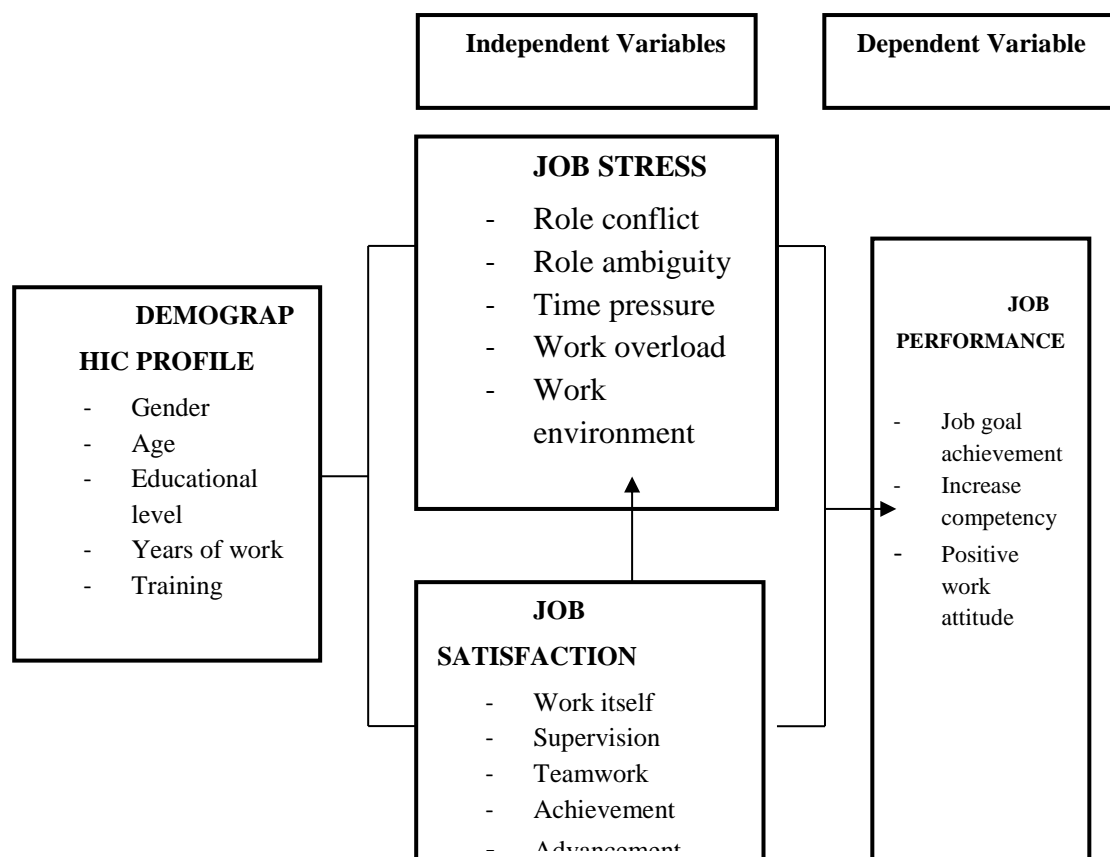 Independent Variables
Dependent Variable
JOB STRESS
- Role conflict
- Role ambiguity
- Time pressure
- Work overload
- Work
environment
DEMOGRAP
HIC PROFILE
- Gender
- Age
- Educational
level
- Years of work
- Training
JOB
PERFORMANCE
- Job goal
achievement
- Increase
competency
- Positive
work
attitude
JOB
SATISFACTION
- Work itself
- Supervision
- Teamwork
- Achievement
- Advancement